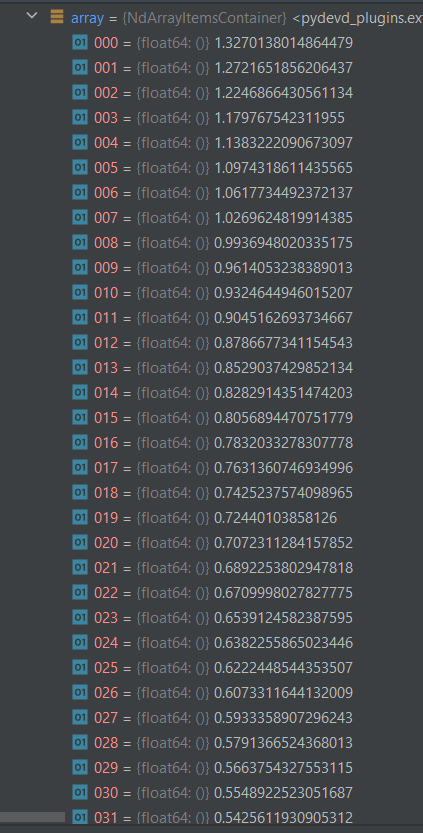 array = {NdArrayItemsContainer} <pydevd_plugins.ex
01 000 = {float64: ()} 1.3270138014864479
01 001 = {float64: ()} 1.2721651856206437
01 002 = {float64: ()} 1.2246866430561134
01 003 = {float64: ()} 1.179767542311955
01 004 = {float64: ()} 1.1383222090673097
01 005 = {float64: ()} 1.0974318611435565
01 006 = {float64: ()} 1.0617734492372137
01 007 = {float64: ()} 1.0269624819914385
01 008 = {float64: ()} 0.9936948020335175
01 009 = {float64: ()} 0.9614053238389013
01 010 = {float64: ()} 0.9324644946015207
01 011 = {float64: ()} 0.9045162693734667
01 012 = {float64: ()} 0.8786677341154543
01 013 = {float64: ()} 0.8529037429852134
01 014 = {float64: ()} 0.8282914351474203
01 015 = {float64: ()} 0.8056894470751779
01 016 = {float64: ()} 0.7832033278307778
01 017 = {float64: ()} 0.7631360746934996
01 018 = {float64: ()} 0.7425237574098965
01 019 = {float64: ()} 0.72440103858126
01 020 = {float64: ()} 0.7072311284157852
01 021 = {float64: ()} 0.6892253802947818
01 022 = {float64: ()} 0.6709998027827775
01 023 = {float64: ()} 0.6539124582387595
01 024 = {float64: ()} 0.6382255865023446
01 025 = {float64: ()} 0.6222448544353507
01 026 = {float64: ()} 0.6073311644132009
01 027 = {float64: ()} 0.5933358907296243
01 028 = {float64: ()} 0.5791366524368013
01 029 = {float64: ()} 0.5663754327553115
01 030 = {float64: ()} 0.5548922523051687
01 031 = {float64: ()} 0.5425611930905312